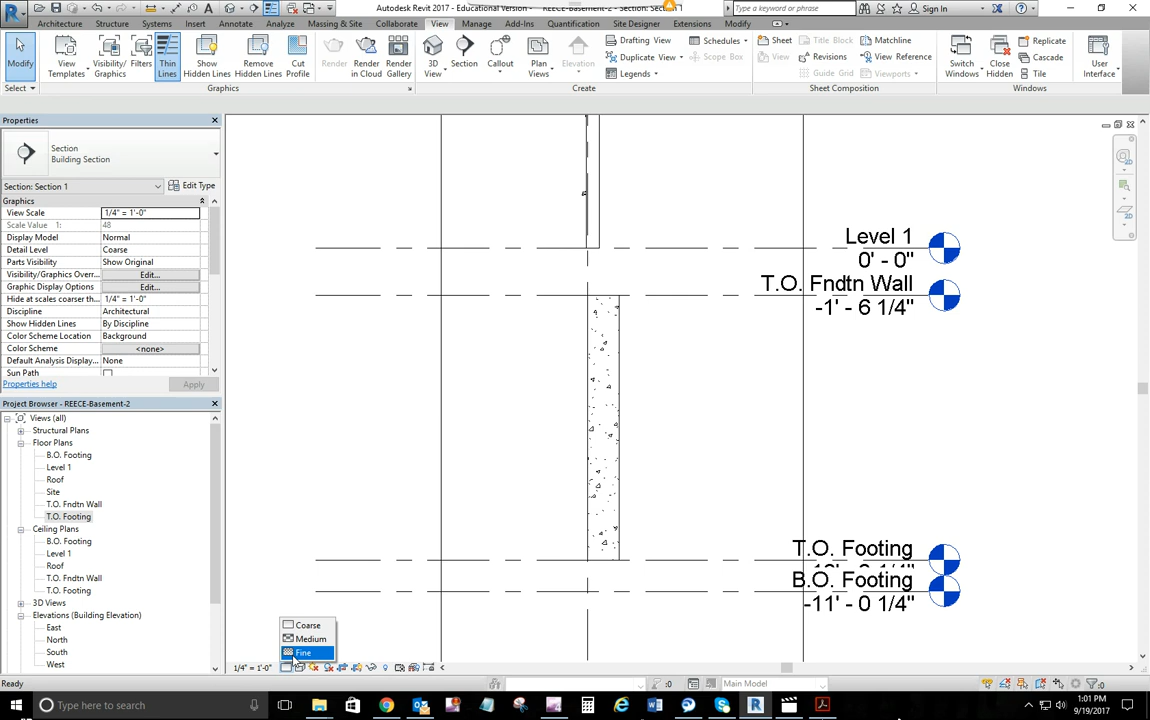 Autodesk Revit 2017 - Educational Version -
REECE-Basement-2 - Section: Section 1
Type a keyword or phrase
Sign In
Architecture Structure Systems Insert Annotate Analyze Massing & Site Collaborate View Manage Add-Ins Quantification Site Designer Extensions Modify
Modify
View Templates
Visibility/ Graphics
Filters
Thin Lines
Show Hidden Lines
Remove Hidden Lines
Cut Profile
Render
Render in Cloud
Render Gallery
3D View
Section
Callout
Plan Views
Elevation
Drafting View
Duplicate View
Legends
Schedules
Scope Box
Sheet
View
Title Block
Revisions
Guide Grid
Matchline
View Reference
Viewports
Switch Windows
Close Hidden
Replicate
Cascade
Tile
User Interface
Select
Graphics
Create
Sheet Composition
Windows
Properties
Section
Building Section
Section: Section 1
Edit Type
Graphics
View Scale 1/4" = 1'-0"
Scale Value 1: 48
Display Model Normal
Detail Level Coarse
Parts Visibility Show Original
Visibility/Graphics Overr... Edit...
Graphic Display Options Edit...
Hide at scales coarser th... 1/4" = 1'-0"
Discipline Architectural
Show Hidden Lines By Discipline
Color Scheme Location Background
Color Scheme <none>
Default Analysis Display... None
Sun Path
Properties help
Apply
Project Browser - REECE-Basement-2
Views (all)
Structural Plans
Floor Plans
B.O. Footing
Level 1
Roof
Site
T.O. Fndtn Wall
T.O. Footing
Ceiling Plans
B.O. Footing
Level 1
Roof
T.O. Fndtn Wall
T.O. Footing
3D Views
Elevations (Building Elevation)
East
North
South
West
Level 1
0' - 0"
T.O. Fndtn Wall
-1' - 6 1/4"
T.O. Footing
B.O. Footing
-11' - 0 1/4"
Coarse
Medium
Fine
1/4" = 1'-0"
Ready
:0
Main Model
:0
Type here to search
1:01 PM
9/19/2017